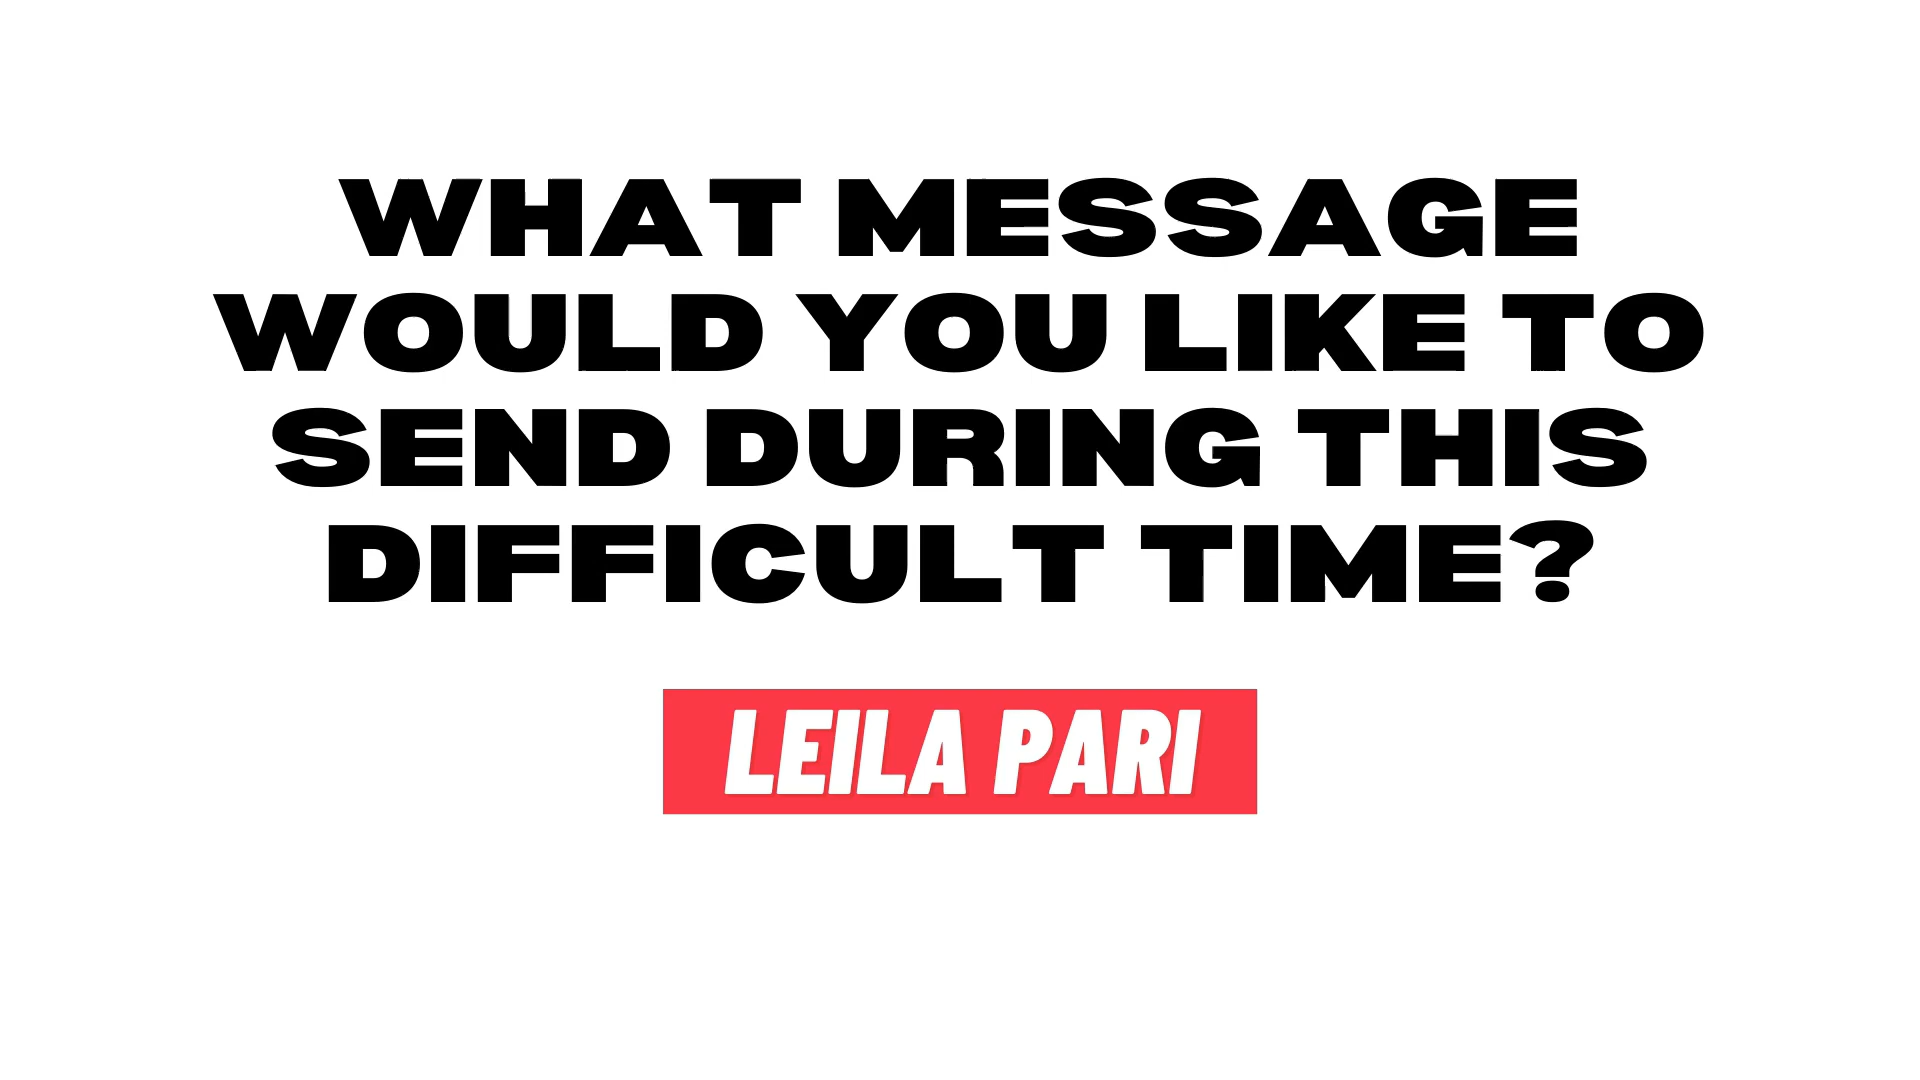 WHAT MESSAGE
WOULD YOU LIKE TO
SEND DURING THIS
DIFFICULT TIME?
LEILA PARI